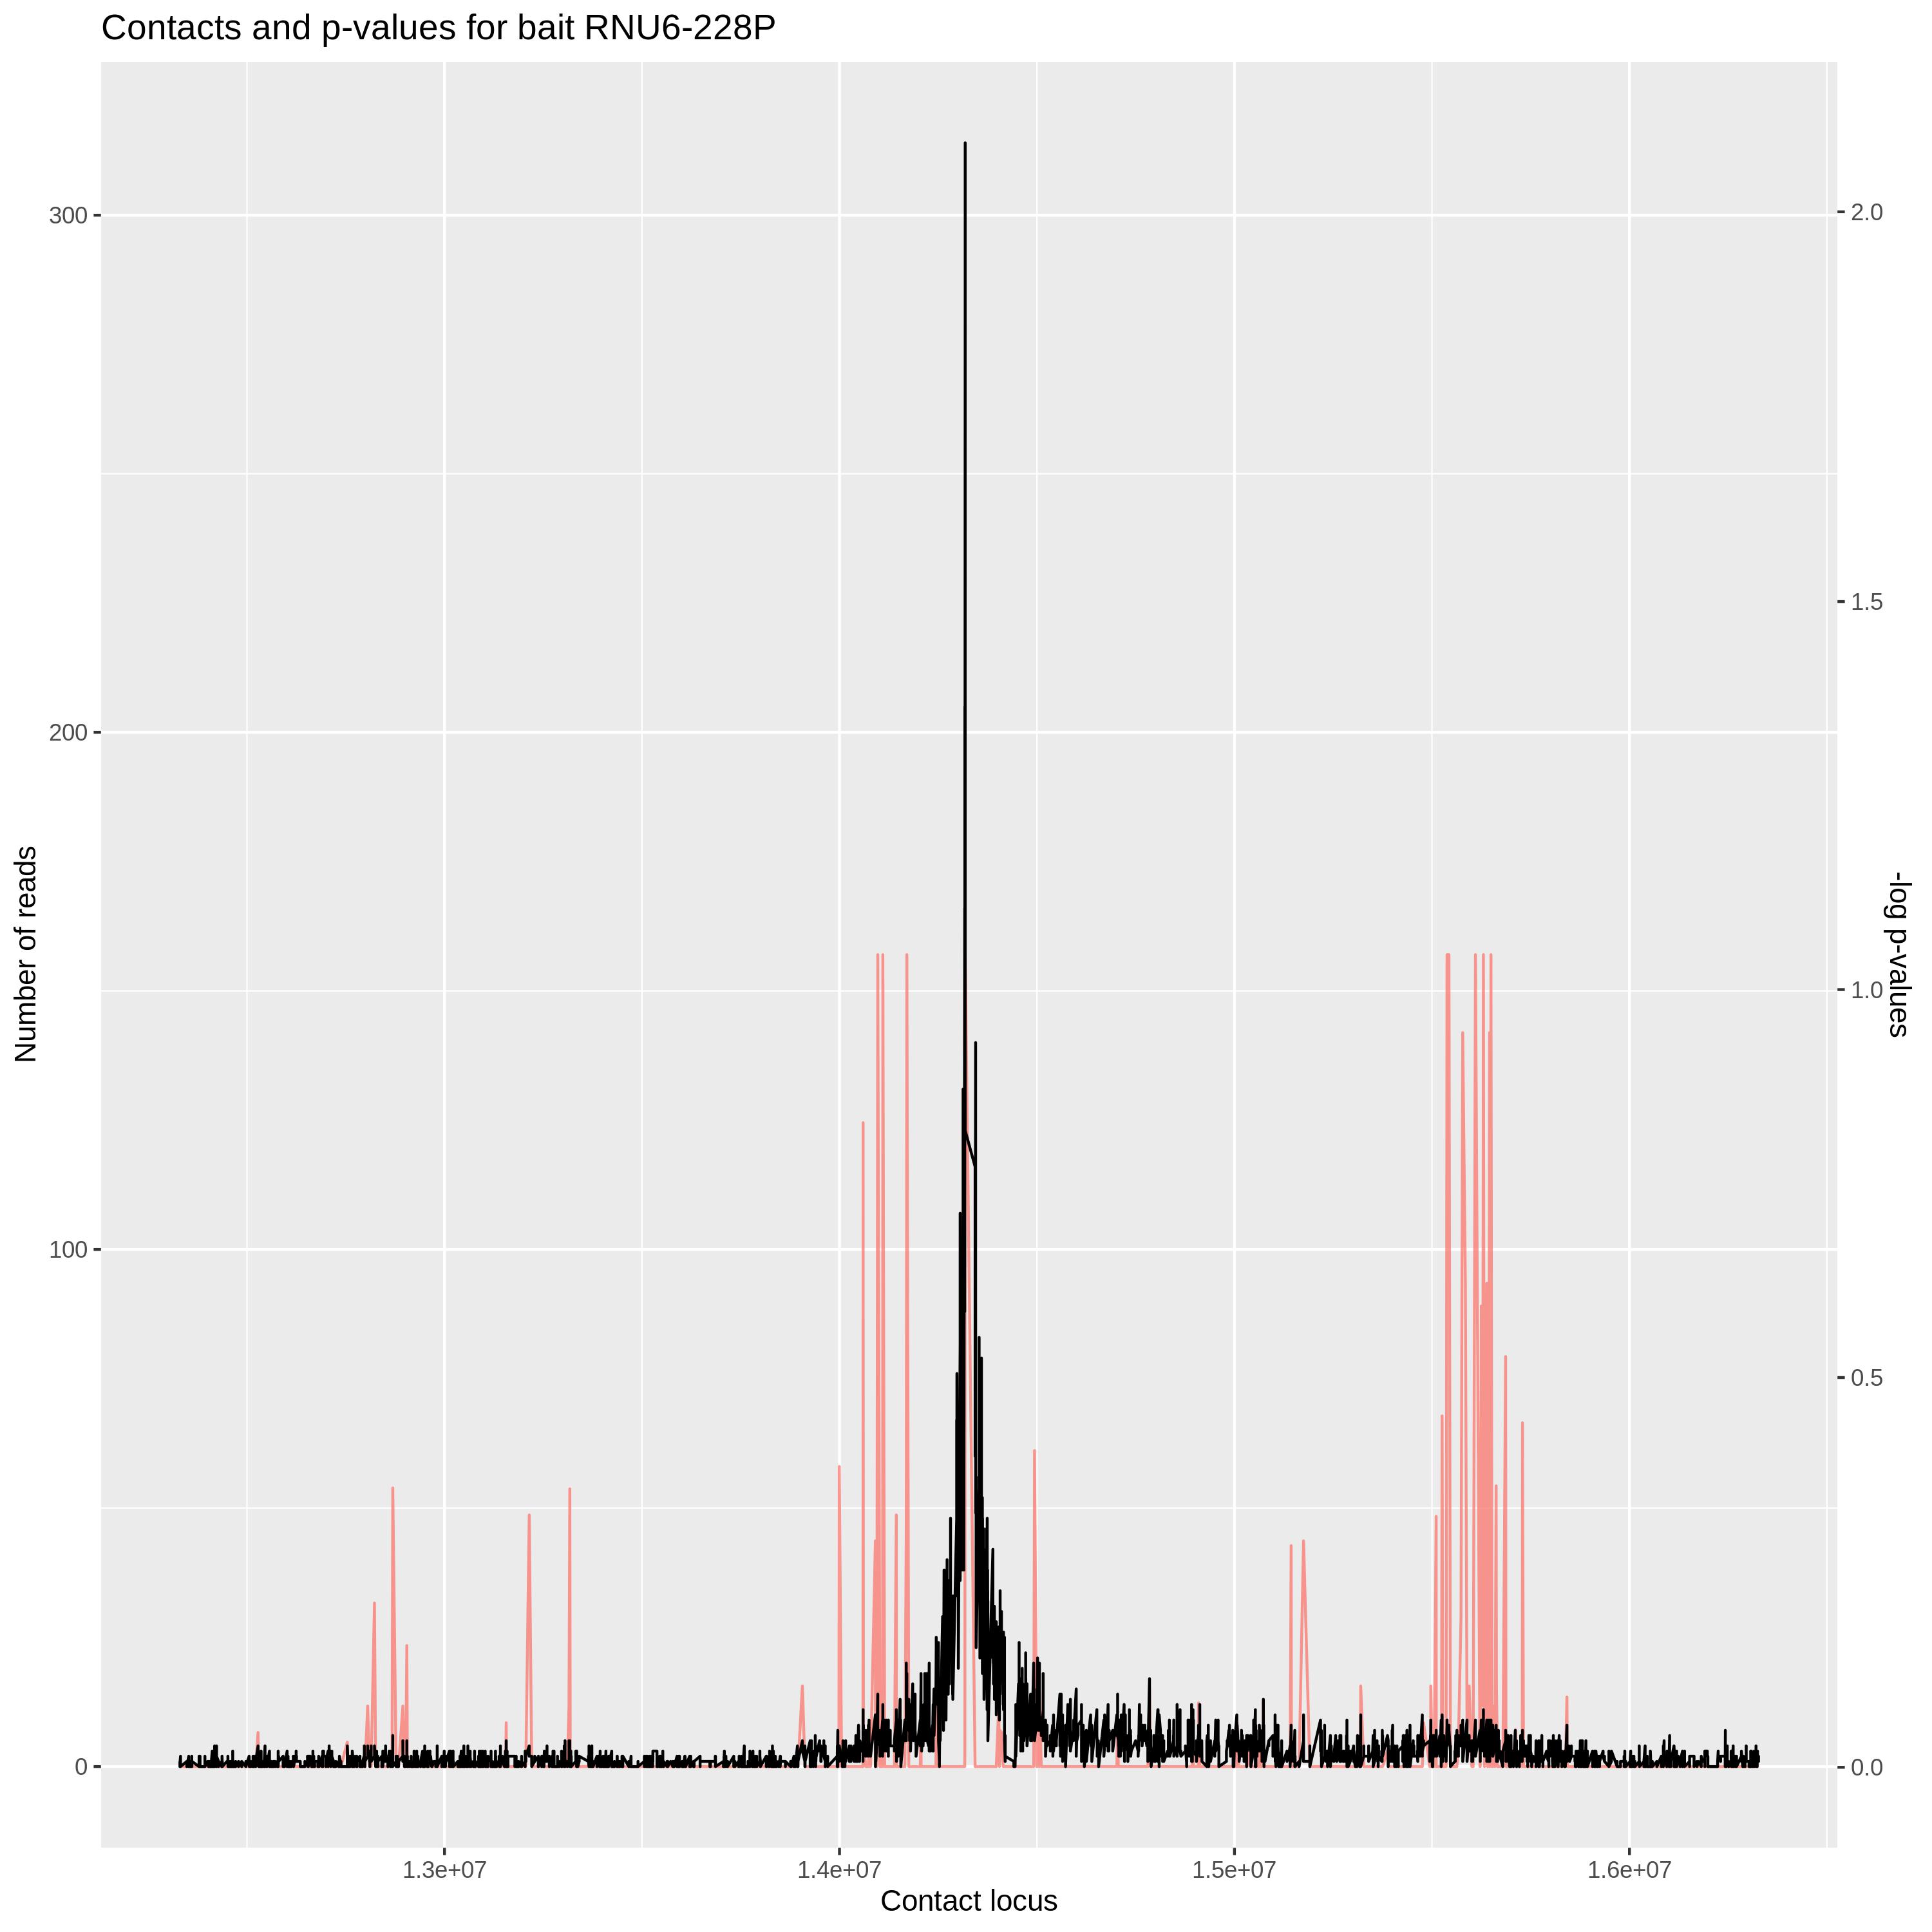 Contacts and p-values for bait RNU6-228P
300
200
100
0
Number of reads
2.0
1.5
1.0
0.5
0.0
-log p-values
1.3e+07
1.4e+07
1.5e+07
1.6e+07
Contact locus